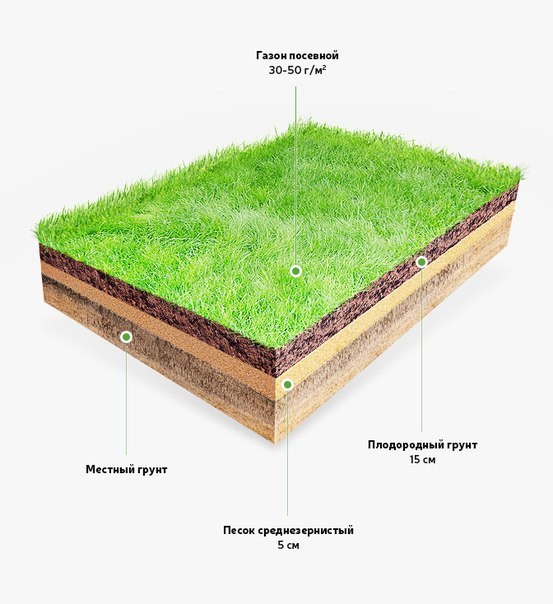 Газон посевной
30-50 г/м²
Плодородный грунт
15 см
Местный грунт
Песок среднезернистый
5 см